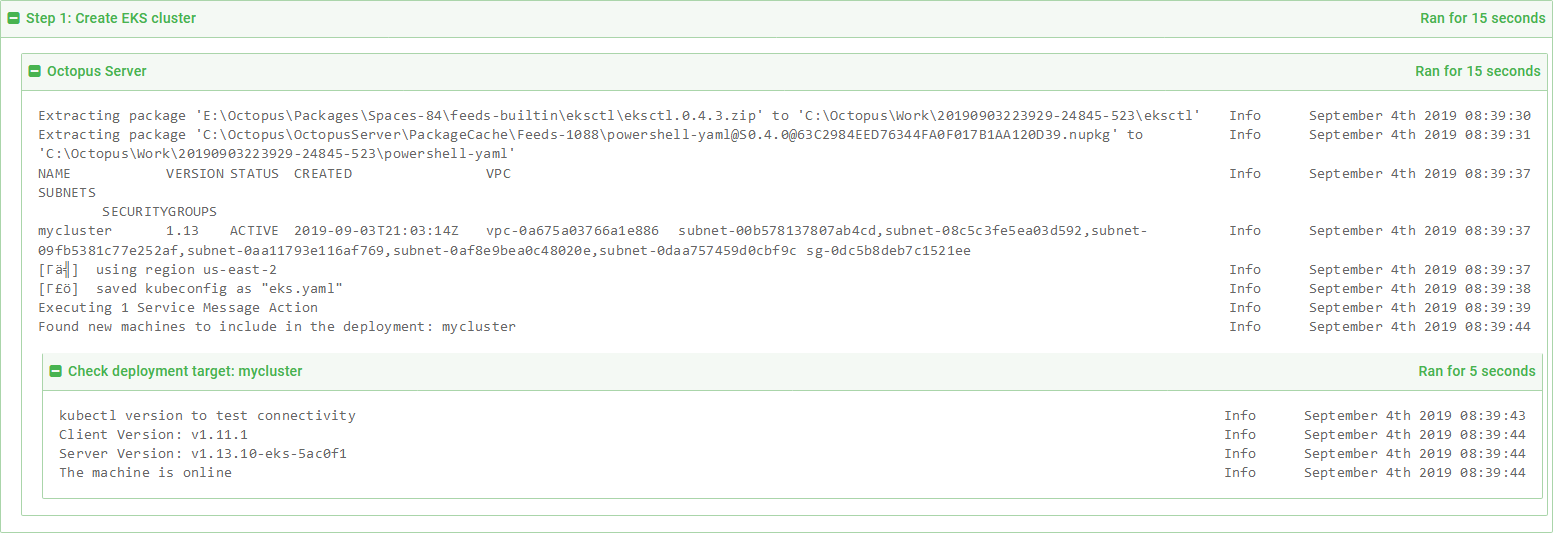 Step 1: Create EKS cluster Ran for 15 seconds
Octopus Server Ran for 15 seconds
Extracting package 'E:\Octopus\Packages\Spaces-84\feeds-builtin\eksctl\eksctl.0.4.3.zip' to 'C:\Octopus\Work\20190903223929-24845-523\eksctl' Info September 4th 2019 08:39:30
Extracting package 'C:\Octopus\OctopusServer\PackageCache\Feeds-1088\powershell-yaml@S0.4.0@63C2984EED76344FA0F017B1AA120D39.nupkg' to Info September 4th 2019 08:39:31
'C:\Octopus\Work\20190903223929-24845-523\powershell-yaml'
NAME VERSION STATUS CREATED VPC Info September 4th 2019 08:39:37
SUBNETS
SECURITYGROUPS
mycluster 1.13 ACTIVE 2019-09-03T21:03:14Z vpc-0a675a03766a1e886 subnet-00b578137807ab4cd,subnet-08c5c3fe5ea03d592,subnet- Info September 4th 2019 08:39:37
09fb5381c77e252af,subnet-0aa11793e116af769,subnet-0af8e9bea0c48020e,subnet-0daa757459d0cbf9c sg-0dc5b8deb7c1521ee
[Γä╣] using region us-east-2 Info September 4th 2019 08:39:37
[Γ£ö] saved kubeconfig as "eks.yaml" Info September 4th 2019 08:39:38
Executing 1 Service Message Action Info September 4th 2019 08:39:39
Found new machines to include in the deployment: mycluster Info September 4th 2019 08:39:44
Check deployment target: mycluster Ran for 5 seconds
kubectl version to test connectivity Info September 4th 2019 08:39:43
Client Version: v1.11.1 Info September 4th 2019 08:39:44
Server Version: v1.13.10-eks-5ac0f1 Info September 4th 2019 08:39:44
The machine is online Info September 4th 2019 08:39:44